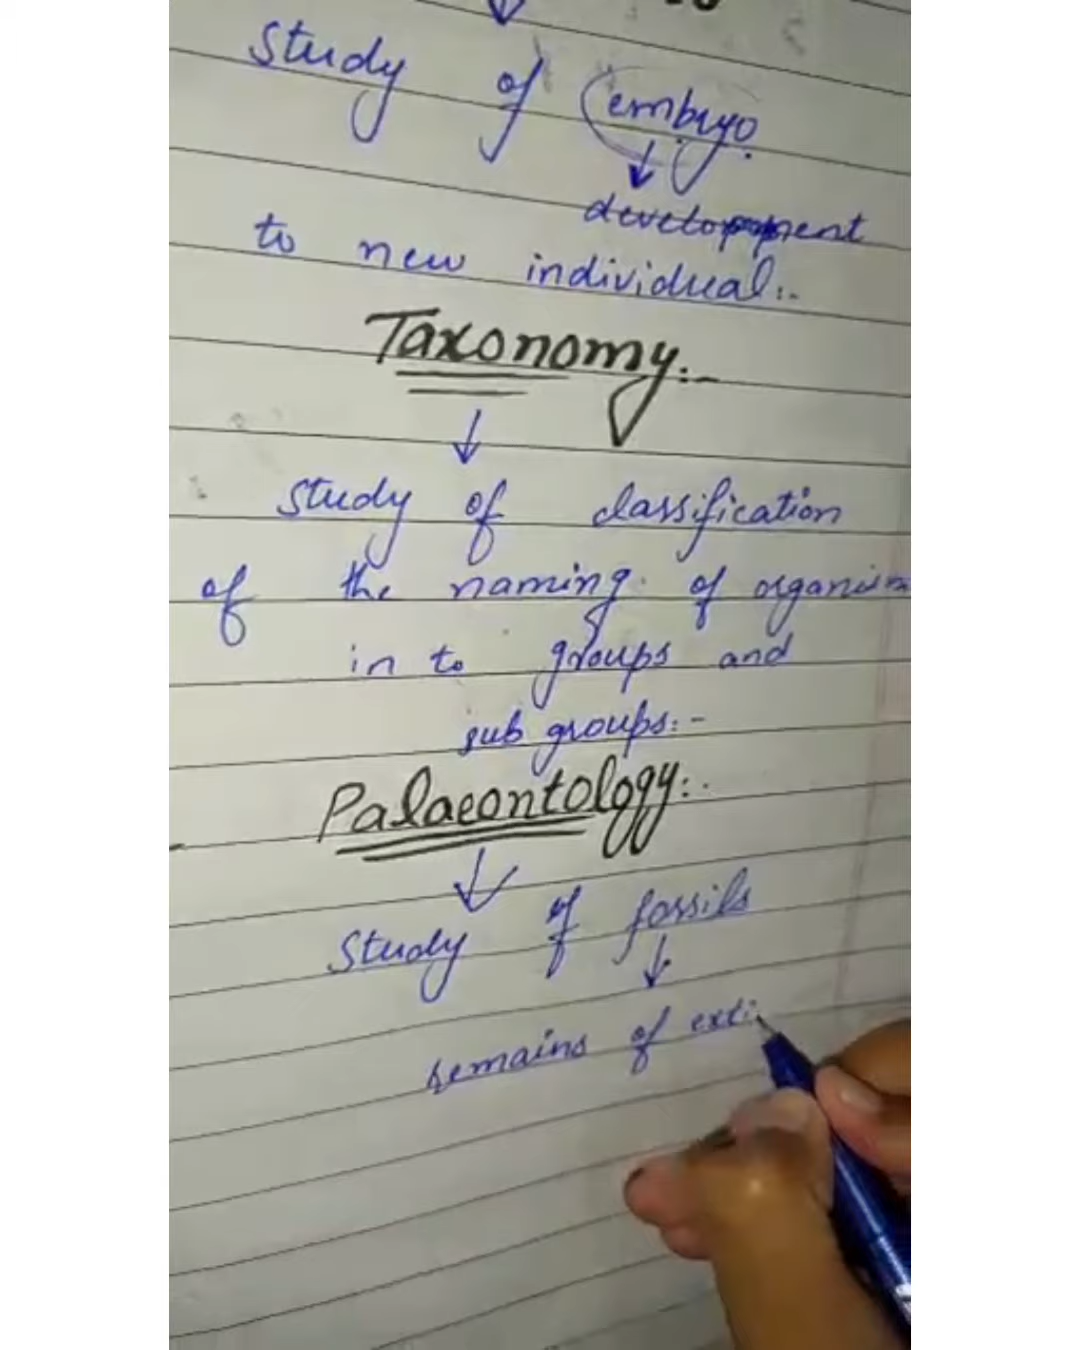 study of embryo
development
to new individual:-
Taxonomy:-
study of classification
of the naming of organism
in to groups and
sub groups:-
Palaeontology:-
study of fossils
remains of exti